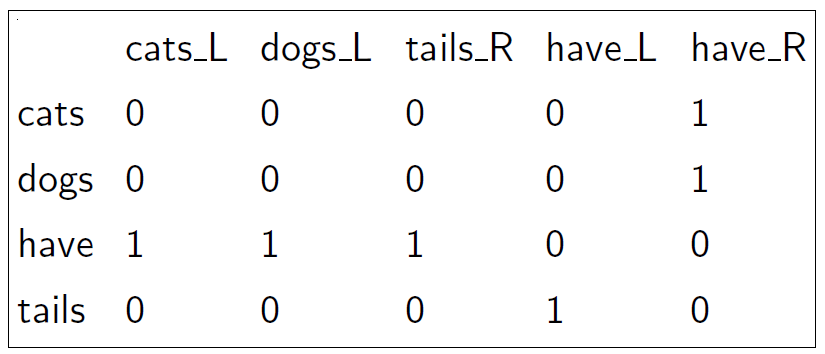 cats_L dogs_L tails_R have_L have_R
cats 0 0 0 0 1
dogs 0 0 0 0 1
have 1 1 1 0 0
tails 0 0 0 1 0